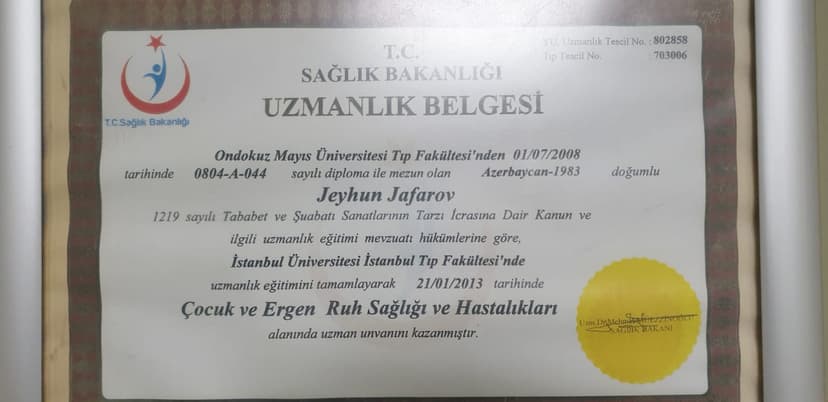 T.C.
SAĞLIK BAKANLIĞI
UZMANLIK BELGESİ
Uzmanlık Tescil No. : 802858
Tıp Tescil No. : 703006
T.C.Sağlık Bakanlığı
Ondokuz Mayıs Üniversitesi Tıp Fakültesi'nden 01/07/2008
tarihinde 0804-A-044 sayılı diploma ile mezun olan Azerbaycan-1983 doğumlu
Jeyhun Jafarov
1219 sayılı Tababet ve Şuabatı Sanatlarının Tarzı İcrasına Dair Kanun ve
ilgili uzmanlık eğitimi mevzuatı hükümlerine göre,
İstanbul Üniversitesi İstanbul Tıp Fakültesi'nde
uzmanlık eğitimini tamamlayarak 21/01/2013 tarihinde
Çocuk ve Ergen Ruh Sağlığı ve Hastalıkları
alanında uzman unvanını kazanmıştır.
SAĞLIK BAKANI